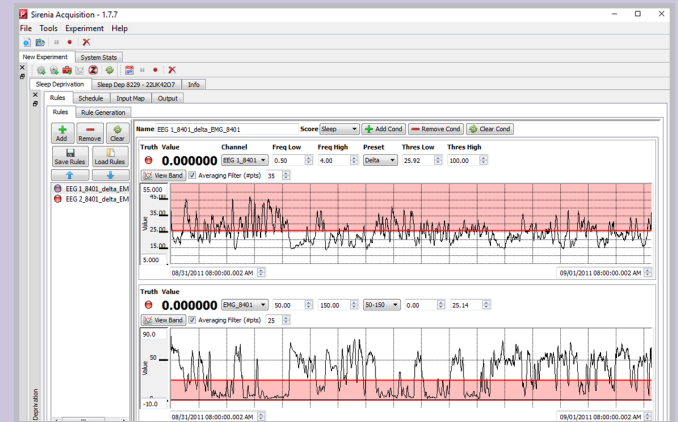 Sirenia Acquisition - 1.7.7
File Tools Experiment Help
New Experiment System Stats
Sleep Deprivation Sleep Dep 8229 - 22UK42D7 Info
Rules Schedule Input Map Output
Rules Rule Generation
Add Remove Clear
Name EEG 1_8401_delta_EMG_8401 Score Sleep Add Cond Remove Cond Clear Cond
Save Rules Load Rules
EEG 1_8401_delta_EM
EEG 2_8401_delta_EM
Truth Value Channel Freq Low Freq High Preset Thres Low Thres High
0.000000 EEG 1_8401 0.50 4.00 Delta 25.92 100.00
View Band Averaging Filter (#pts) 35
55.000
45.00
35.00
25.00
15.00
5.000
Value
08/31/2011 08:00:00.002 AM 09/01/2011 08:00:00.002 AM
Truth Value
0.000000 EMG_8401 50.00 150.00 50-150 0.00 25.14
View Band Averaging Filter (#pts) 25
90.0
50
0
-10.0
Value
08/31/2011 08:00:00.002 AM 09/01/2011 08:00:00.002 AM
Deprivation